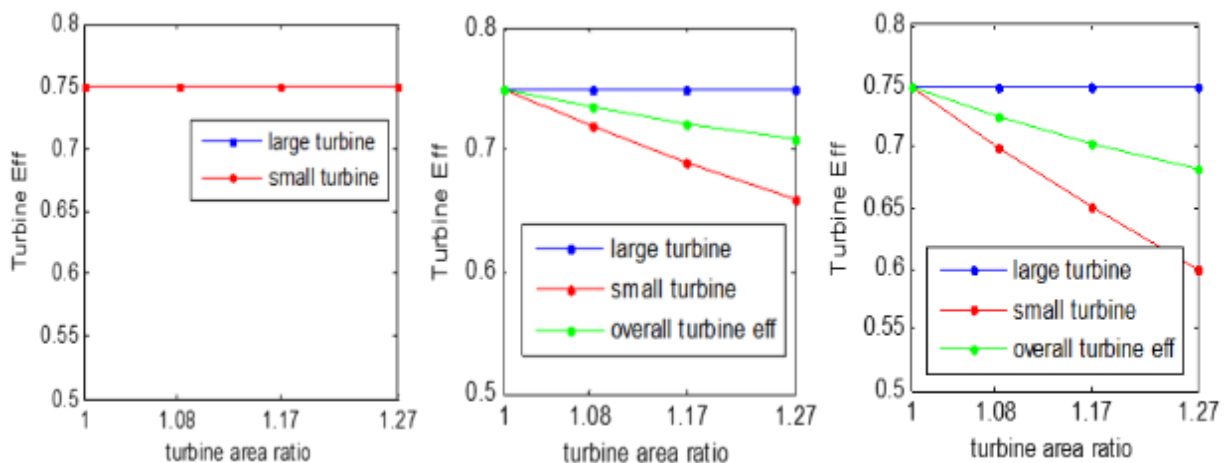 0.8
0.75
0.7
0.65
0.6
0.55
0.5
Turbine Eff
large turbine
small turbine
1 1.08 1.17 1.27
turbine area ratio
0.8
0.7
0.6
0.5
Turbine Eff
large turbine
small turbine
overall turbine eff
1 1.08 1.17 1.27
turbine area ratio
0.8
0.75
0.7
0.65
0.6
0.55
0.5
Turbine Eff
large turbine
small turbine
overall turbine eff
1 1.08 1.17 1.27
turbine area ratio